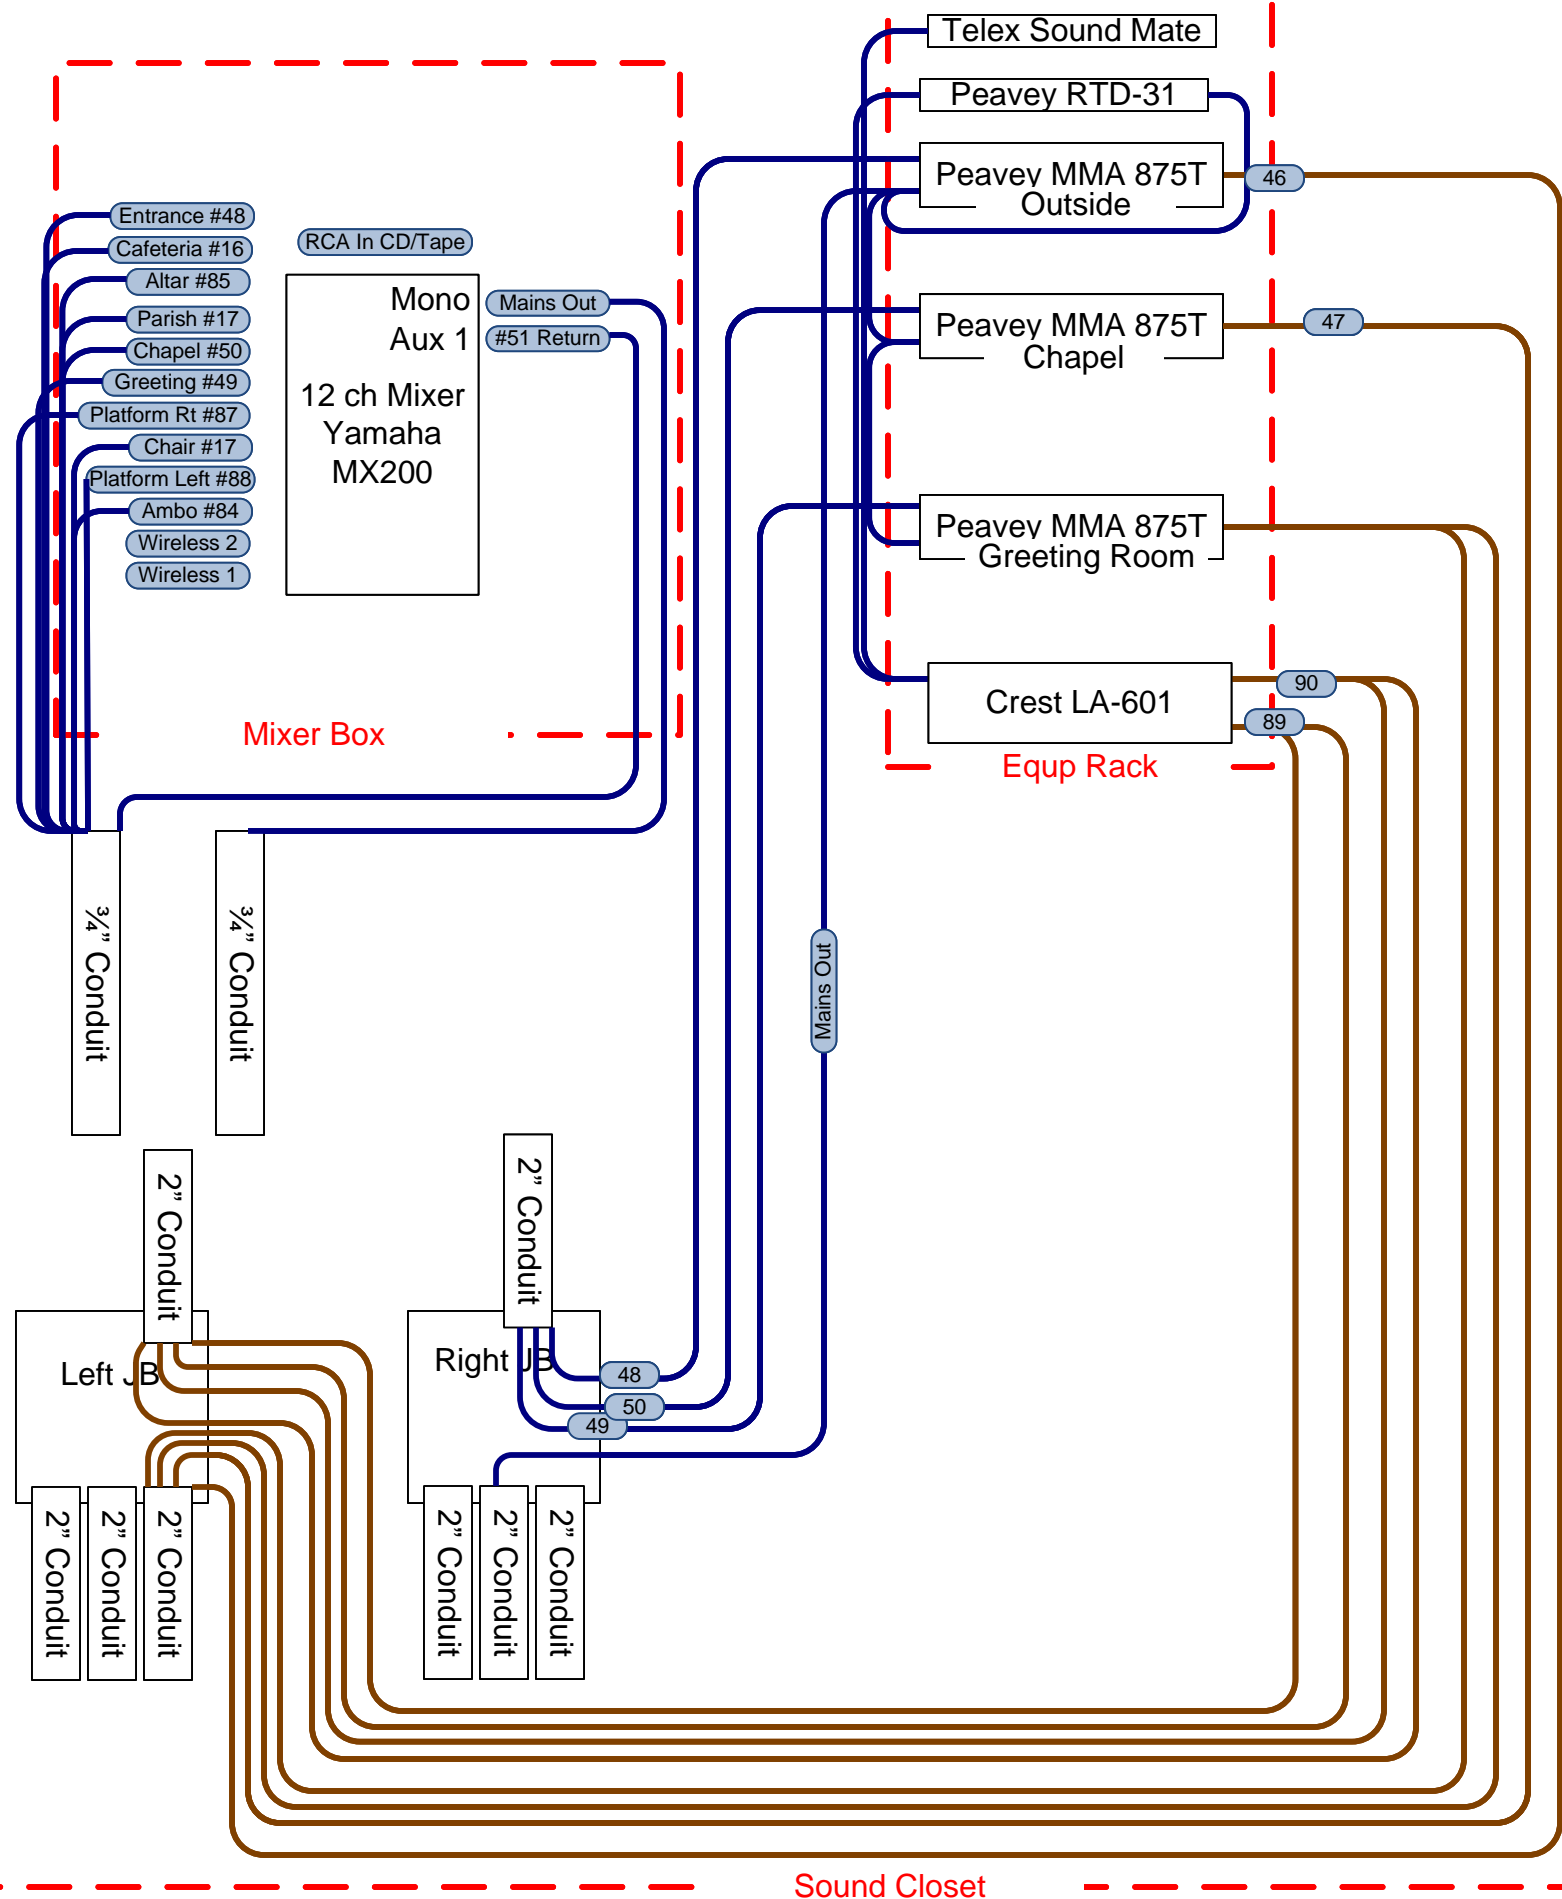 Telex Sound Mate
Peavey RTD-31
Peavey MMA 875T
Outside
46
Entrance #48
Cafeteria #16
Altar #85
Parish #17
Chapel #50
Greeting #49
Platform Rt #87
Chair #17
Platform Left #88
Ambo #84
Wireless 2
Wireless 1
RCA In CD/Tape
Mono
Aux 1
12 ch Mixer
Yamaha
MX200
Mains Out
#51 Return
Peavey MMA 875T
Chapel
47
Peavey MMA 875T
Greeting Room
Crest LA-601
90
89
Mixer Box
Equp Rack
¾” Conduit
¾” Conduit
Mains Out
2” Conduit
2” Conduit
Left JB
Right JB
48
50
49
2” Conduit
2” Conduit
2” Conduit
2” Conduit
2” Conduit
2” Conduit
Sound Closet